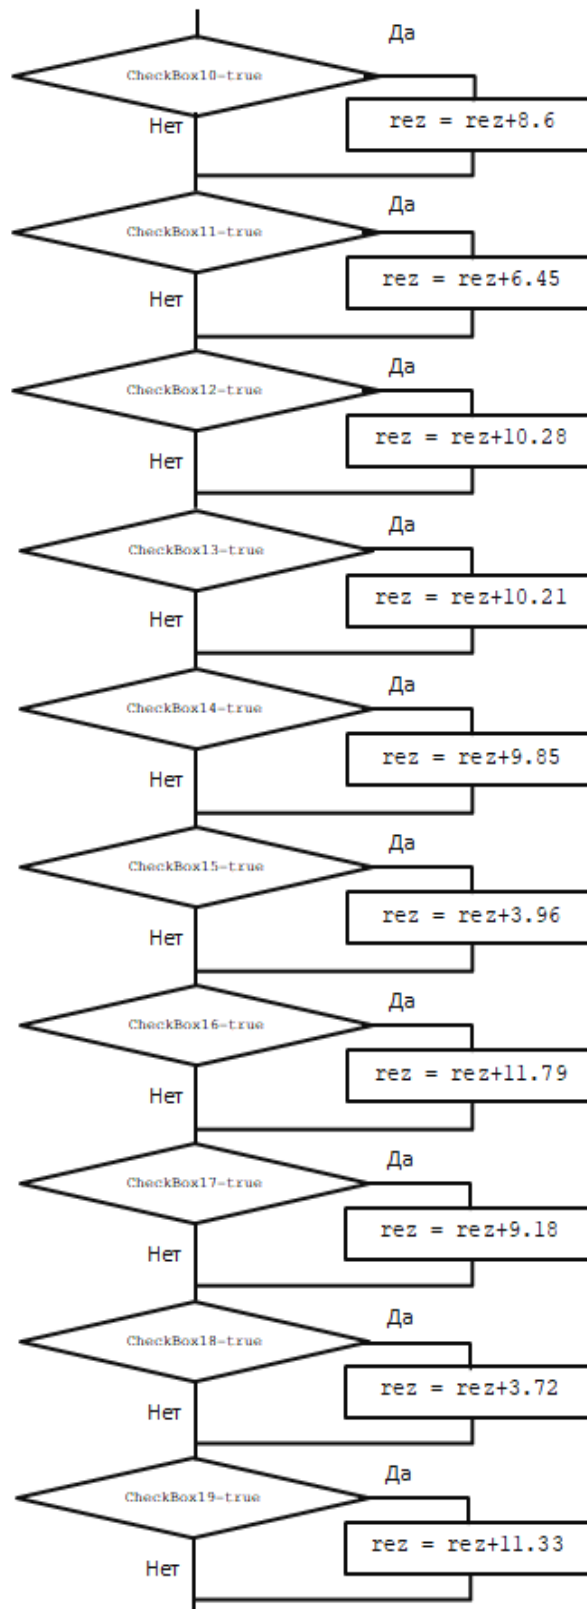 Да
CheckBox10=true
rez = rez+8.6
Нет
Да
CheckBox11=true
rez = rez+6.45
Нет
Да
CheckBox12=true
rez = rez+10.28
Нет
Да
CheckBox13=true
rez = rez+10.21
Нет
Да
CheckBox14=true
rez = rez+9.85
Нет
Да
CheckBox15=true
rez = rez+3.96
Нет
Да
CheckBox16=true
rez = rez+11.79
Нет
Да
CheckBox17=true
rez = rez+9.18
Нет
Да
CheckBox18=true
rez = rez+3.72
Нет
Да
CheckBox19=true
rez = rez+11.33
Нет